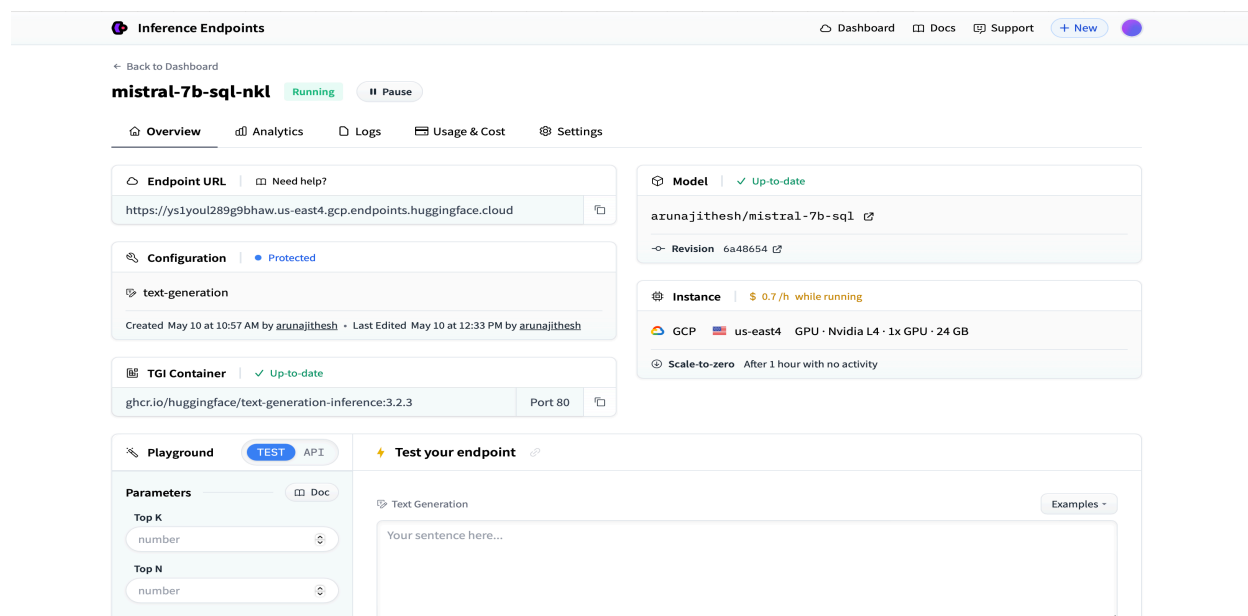 Inference Endpoints
Dashboard Docs Support + New
← Back to Dashboard
mistral-7b-sql-nkl Running Pause
Overview Analytics Logs Usage & Cost Settings
Endpoint URL Need help?
https://ys1youl289g9bhaw.us-east4.gcp.endpoints.huggingface.cloud
Configuration Protected
text-generation
Created May 10 at 10:57 AM by arunajithesh • Last Edited May 10 at 12:33 PM by arunajithesh
TGI Container Up-to-date
ghcr.io/huggingface/text-generation-inference:3.2.3 Port 80
Model Up-to-date
arunajithesh/mistral-7b-sql
Revision 6a48654
Instance $ 0.7 /h while running
GCP us-east4 GPU · Nvidia L4 · 1x GPU · 24 GB
Scale-to-zero After 1 hour with no activity
Playground TEST API
Parameters Doc
Top K
number
Top N
number
Test your endpoint
Text Generation Examples
Your sentence here...